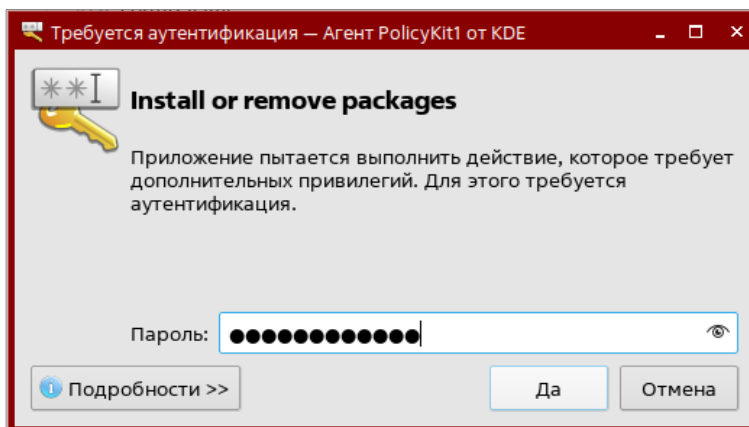 Требуется аутентификация — Агент PolicyKit1 от KDE
Install or remove packages
Приложение пытается выполнить действие, которое требует
дополнительных привилегий. Для этого требуется
аутентификация.
Пароль: ●●●●●●●●●●●●
Подробности >>
Да
Отмена